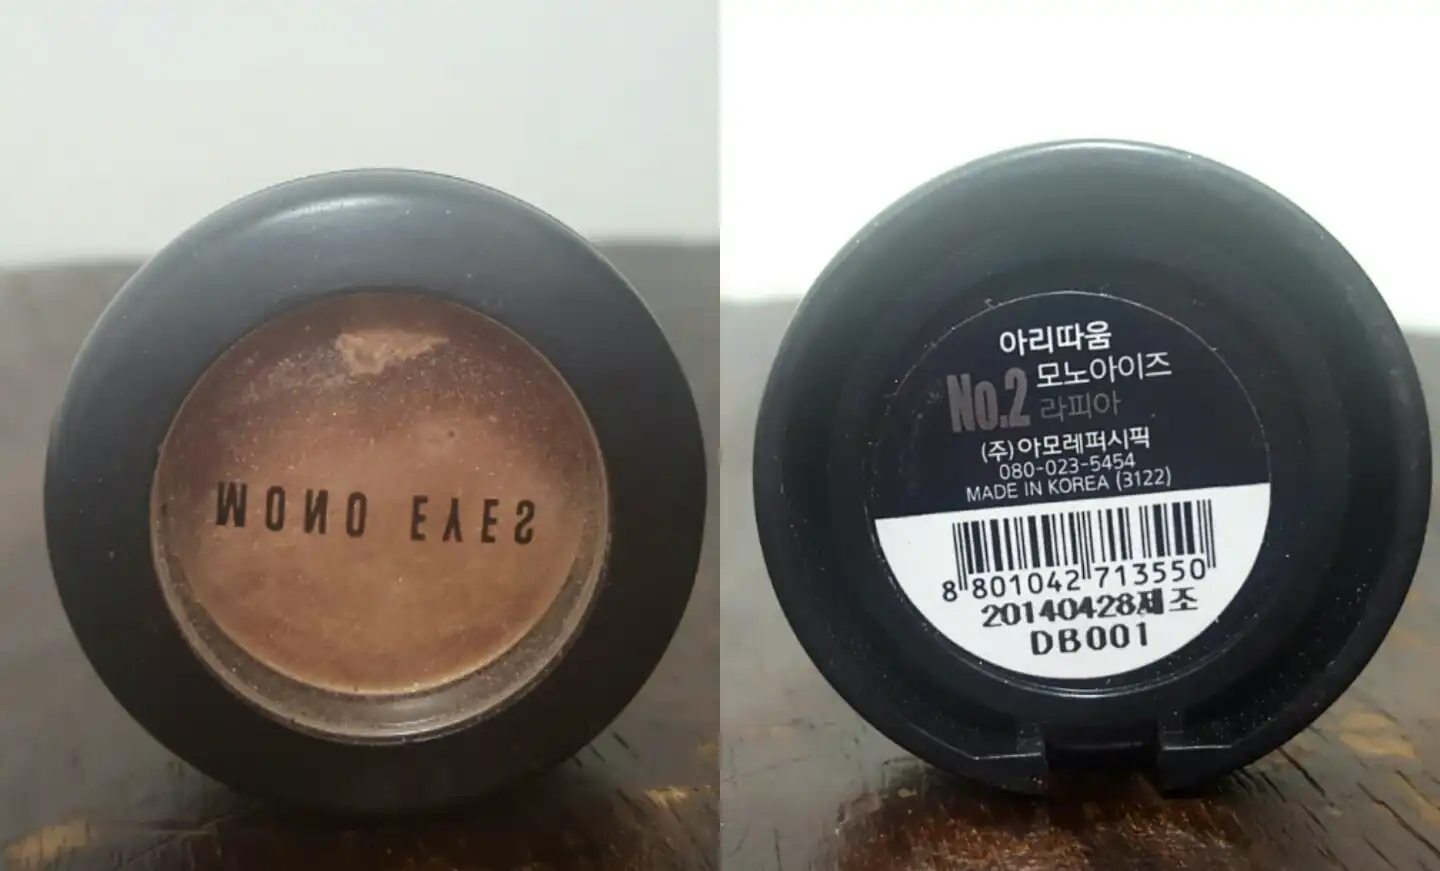 MONO EYES
아리따움
No.2 모노아이즈
라피아
(주)아모레퍼시픽
080-023-5454
MADE IN KOREA (3122)
8 801042 713550
20140428제조
DB001